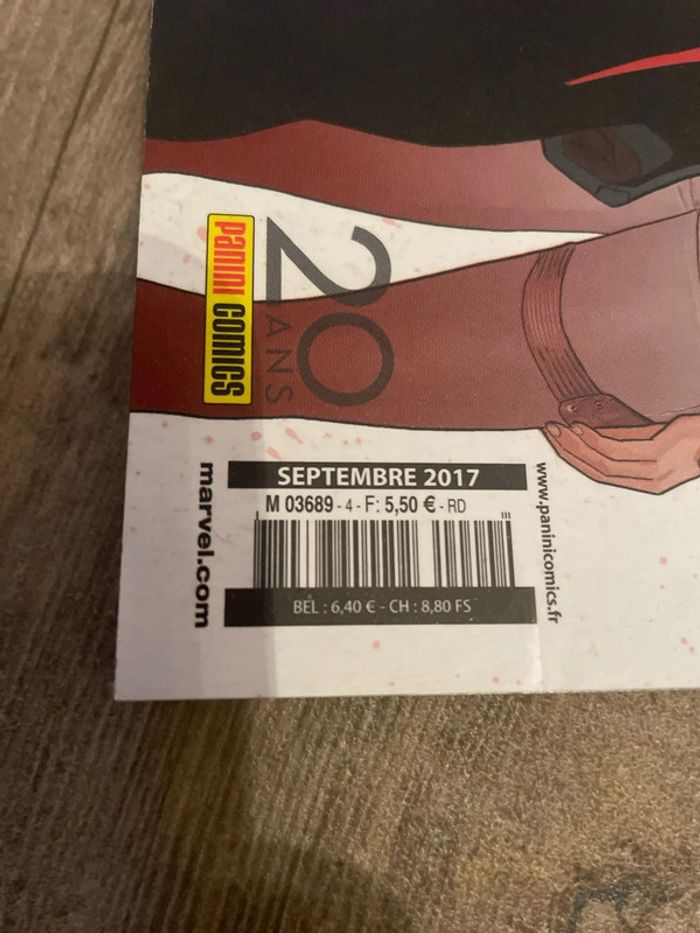 PANINI COMICS
20
ANS
SEPTEMBRE 2017
M 03689 - 4 - F: 5,50 € - RD
BEL : 6,40 € - CH : 8,80 FS
marvel.com
www.paninicomics.fr